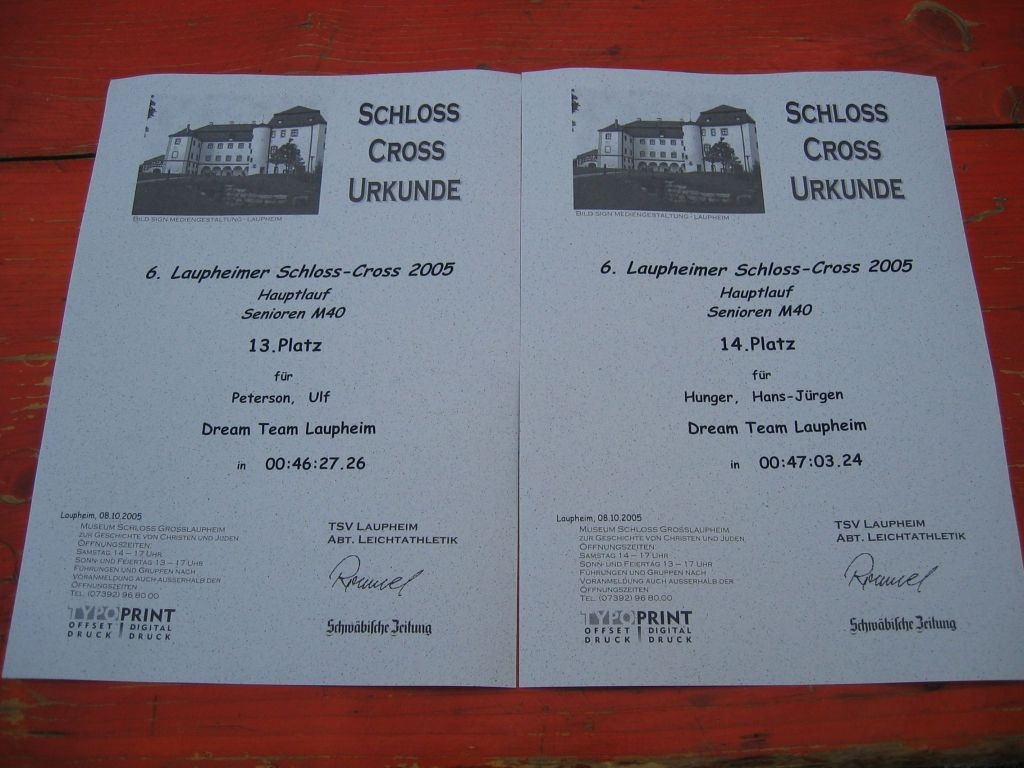 SCHLOSS
CROSS
URKUNDE
BILD SIGN MEDIENGESTALTUNG - LAUPHEIM
6. Laupheimer Schloss-Cross 2005
Hauptlauf
Senioren M40
13.Platz
für
Peterson, Ulf
Dream Team Laupheim
in 00:46:27.26
Laupheim, 08.10.2005
MUSEUM SCHLOSS GROSSLAUPHEIM
ZUR GESCHICHTE VON CHRISTEN UND JUDEN
ÖFFNUNGSZEITEN:
SAMSTAG 14 – 17 UHR
SONN- UND FEIERTAG 13 – 17 UHR
FÜHRUNGEN UND GRUPPEN NACH
VORANMELDUNG AUCH AUSSERHALB DER
ÖFFNUNGSZEITEN
TEL. (07392) 96 80 00
TYPOPRINT
OFFSET DIGITAL
DRUCK DRUCK
TSV LAUPHEIM
ABT. LEICHTATHLETIK
Rommel
Schwäbische Zeitung
SCHLOSS
CROSS
URKUNDE
BILD SIGN MEDIENGESTALTUNG - LAUPHEIM
6. Laupheimer Schloss-Cross 2005
Hauptlauf
Senioren M40
14.Platz
für
Hunger, Hans-Jürgen
Dream Team Laupheim
in 00:47:03.24
Laupheim, 08.10.2005
MUSEUM SCHLOSS GROSSLAUPHEIM
ZUR GESCHICHTE VON CHRISTEN UND JUDEN
ÖFFNUNGSZEITEN:
SAMSTAG 14 – 17 UHR
SONN- UND FEIERTAG 13 – 17 UHR
FÜHRUNGEN UND GRUPPEN NACH
VORANMELDUNG AUCH AUSSERHALB DER
ÖFFNUNGSZEITEN
TEL. (07392) 96 80 00
TYPOPRINT
OFFSET DIGITAL
DRUCK DRUCK
TSV LAUPHEIM
ABT. LEICHTATHLETIK
Rommel
Schwäbische Zeitung